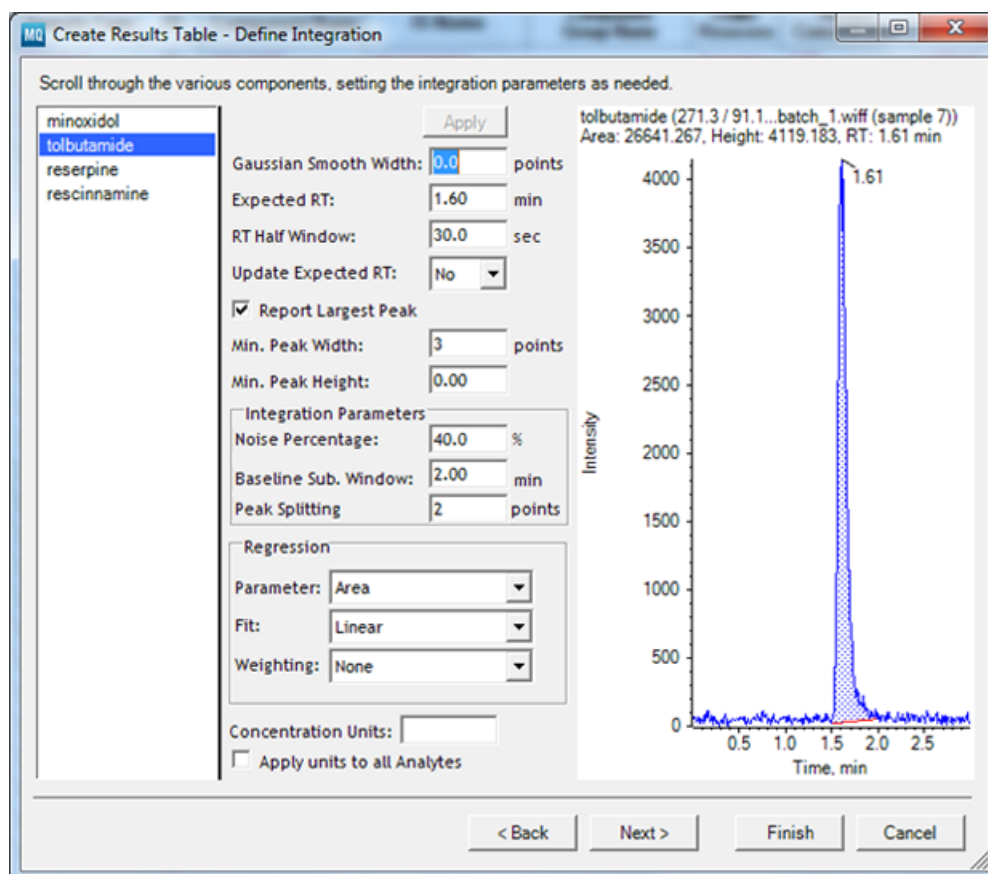 MQ Create Results Table - Define Integration
Scroll through the various components, setting the integration parameters as needed.
minoxidol
tolbutamide
reserpine
rescinnamine
Apply
Gaussian Smooth Width: 0.0 points
Expected RT: 1.60 min
RT Half Window: 30.0 sec
Update Expected RT: No
Report Largest Peak
Min. Peak Width: 3 points
Min. Peak Height: 0.00
Integration Parameters
Noise Percentage: 40.0 %
Baseline Sub. Window: 2.00 min
Peak Splitting 2 points
Regression
Parameter: Area
Fit: Linear
Weighting: None
Concentration Units:
Apply units to all Analytes
tolbutamide (271.3 / 91.1...batch_1.wiff (sample 7))
Area: 26641.267, Height: 4119.183, RT: 1.61 min
1.61
4000
3500
3000
2500
2000
1500
1000
500
0
Intensity
0.5 1.0 1.5 2.0 2.5
Time, min
< Back Next > Finish Cancel